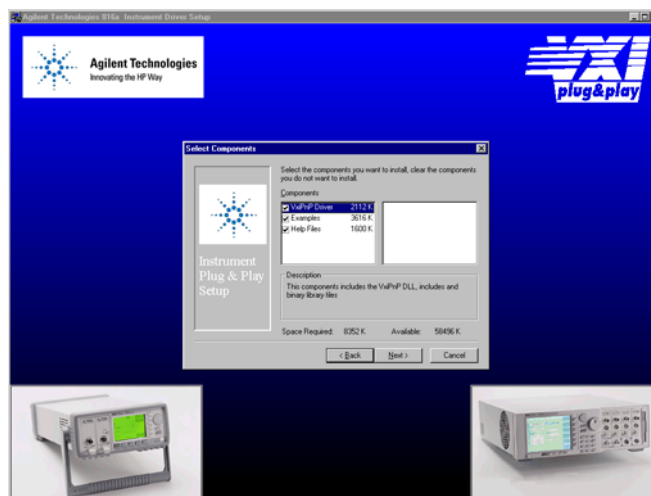 Agilent Technologies 816x Instrument Driver Setup
Agilent Technologies
Innovating the HP Way
VXI
plug&play
Select Components
Select the components you want to install, clear the components
you do not want to install.
Components
VxiPnP Driver 2112 K
Examples 3616 K
Help Files 1600 K
Instrument
Plug & Play
Setup
Description
This components includes the VxiPnP DLL, includes and
binary library files
Space Required: 8352 K
Available: 58496 K
< Back
Next >
Cancel